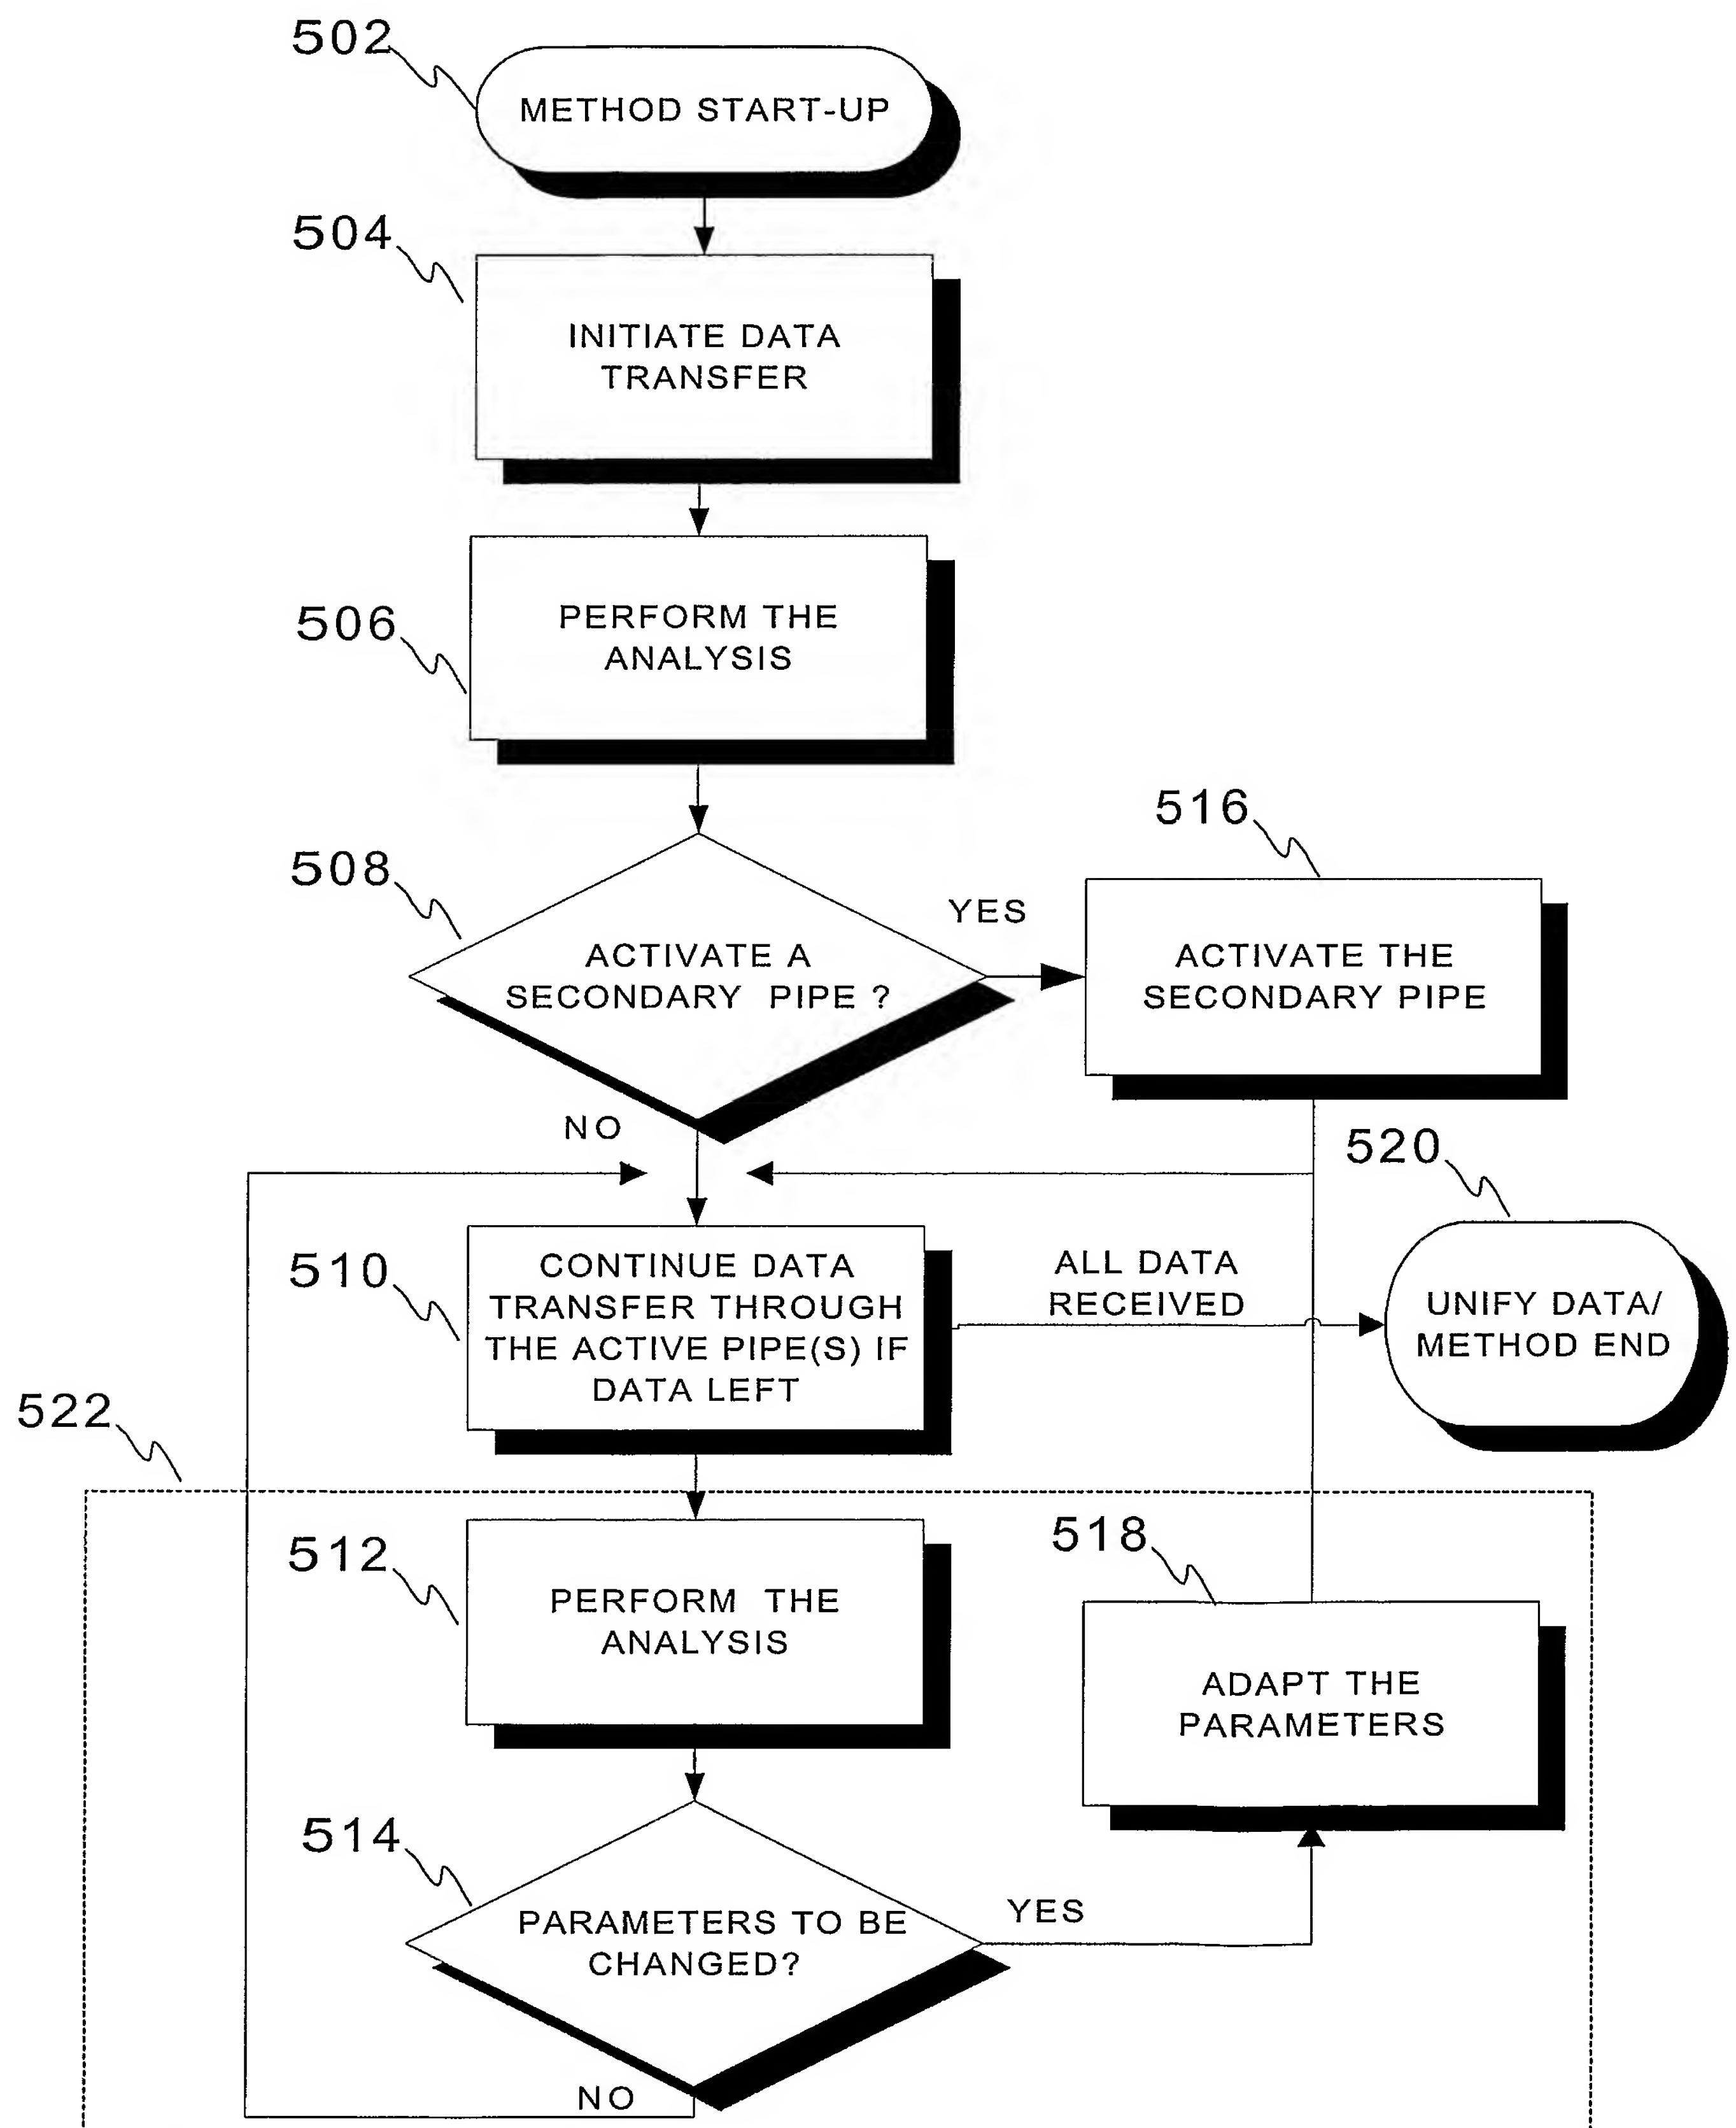 502
METHOD START-UP
504
INITIATE DATA
TRANSFER
506
PERFORM THE
ANALYSIS
508
ACTIVATE A
SECONDARY PIPE ?
YES
516
ACTIVATE THE
SECONDARY PIPE
NO
510
CONTINUE DATA
TRANSFER THROUGH
THE ACTIVE PIPE(S) IF
DATA LEFT
ALL DATA
RECEIVED
520
UNIFY DATA/
METHOD END
522
512
PERFORM THE
ANALYSIS
518
ADAPT THE
PARAMETERS
514
PARAMETERS TO BE
CHANGED?
YES
NO